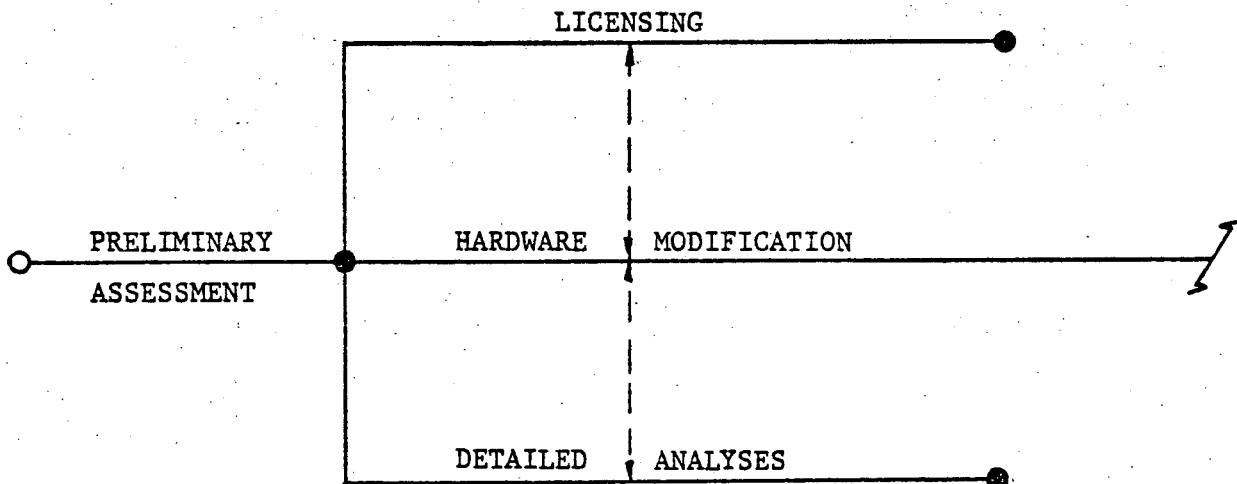 LICENSING
PRELIMINARY
ASSESSMENT
HARDWARE MODIFICATION
DETAILED ANALYSES